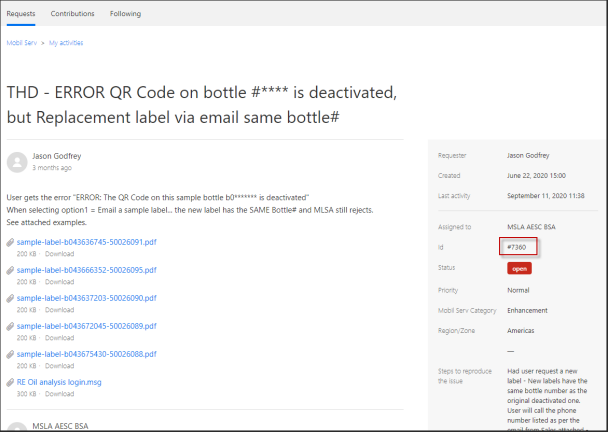 Requests Contributions Following
Mobil Serv > My activities
THD - ERROR QR Code on bottle #**** is deactivated,
but Replacement label via email same bottle#
Jason Godfrey
3 months ago
User gets the error "ERROR: The QR Code on this sample bottle b0******* is deactivated"
When selecting option1 = Email a sample label... the new label has the SAME Bottle# and MLSA still rejects.
See attached examples.
sample-label-b043636745-50026091.pdf
200 KB · Download
sample-label-b043666352-50026095.pdf
200 KB · Download
sample-label-b043637203-50026090.pdf
200 KB · Download
sample-label-b043672045-50026089.pdf
200 KB · Download
sample-label-b043675430-50026088.pdf
200 KB · Download
RE Oil analysis login.msg
300 KB · Download
MSLA AESC BSA
Requester Jason Godfrey
Created June 22, 2020 15:00
Last activity September 11, 2020 11:38
Assigned to MSLA AESC BSA
Id #7360
Status open
Priority Normal
Mobil Serv Category Enhancement
Region/Zone Americas
—
Steps to reproduce Had user request a new
the issue label - New labels have the
same bottle number as the
original deactivated one.
User will call the phone
number listed as per the
email from Sales attached -